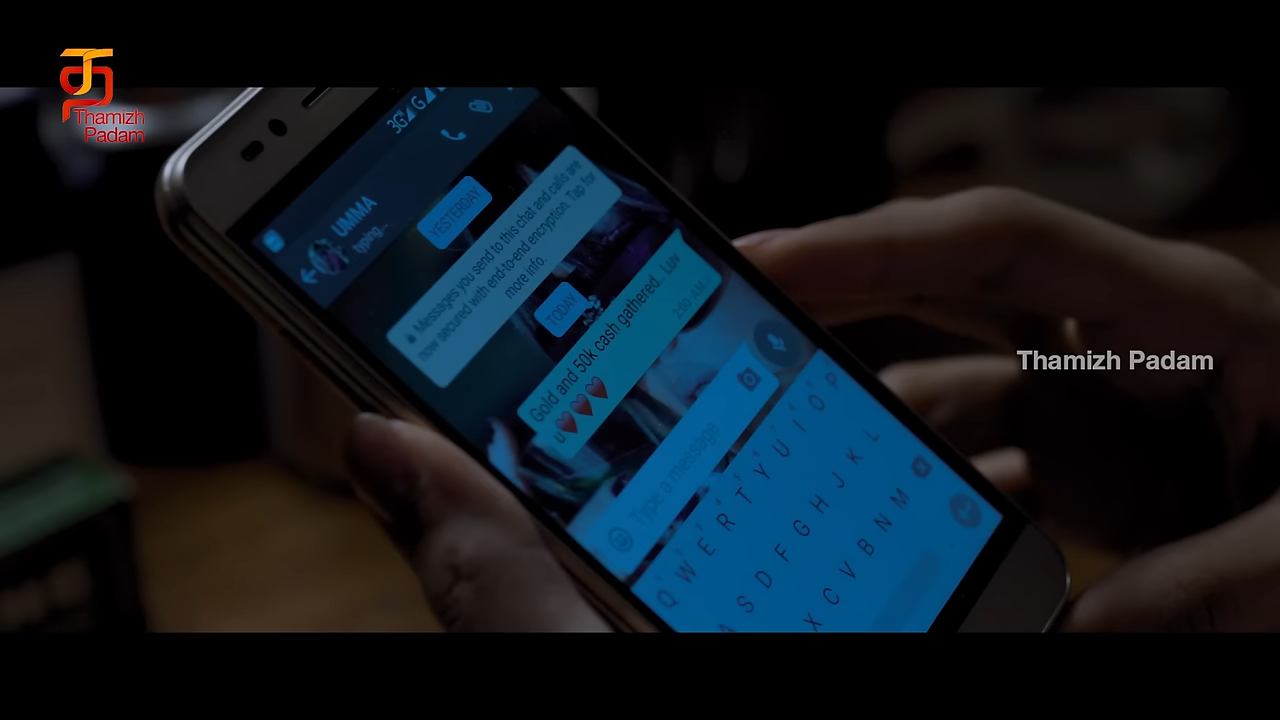 Thamizh
Padam
3G G
UMMA
typing...
YESTERDAY
Messages you send to this chat and calls are
now secured with end-to-end encryption. Tap for
more info.
TODAY
Gold and 50k cash gathered.. Luv
u❤❤❤
2:60 AM
Type a message
Q W E R T Y U I O P
A S D F G H J K L
X C V B N M
Thamizh Padam